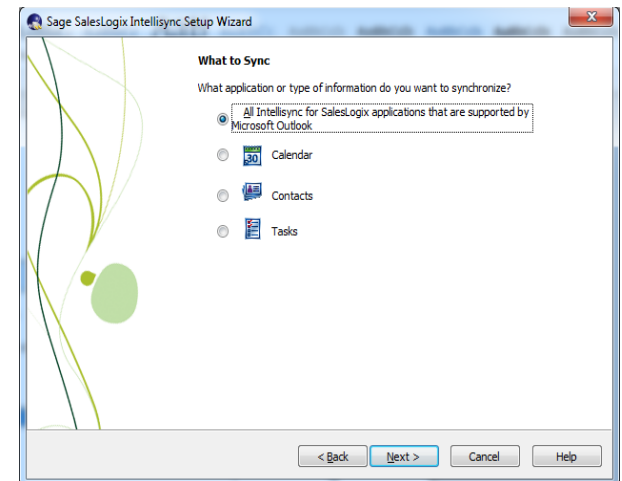 Sage SalesLogix Intellisync Setup Wizard
What to Sync
What application or type of information do you want to synchronize?
All Intellisync for SalesLogix applications that are supported by
Microsoft Outlook
30 Calendar
Contacts
Tasks
< Back Next > Cancel Help